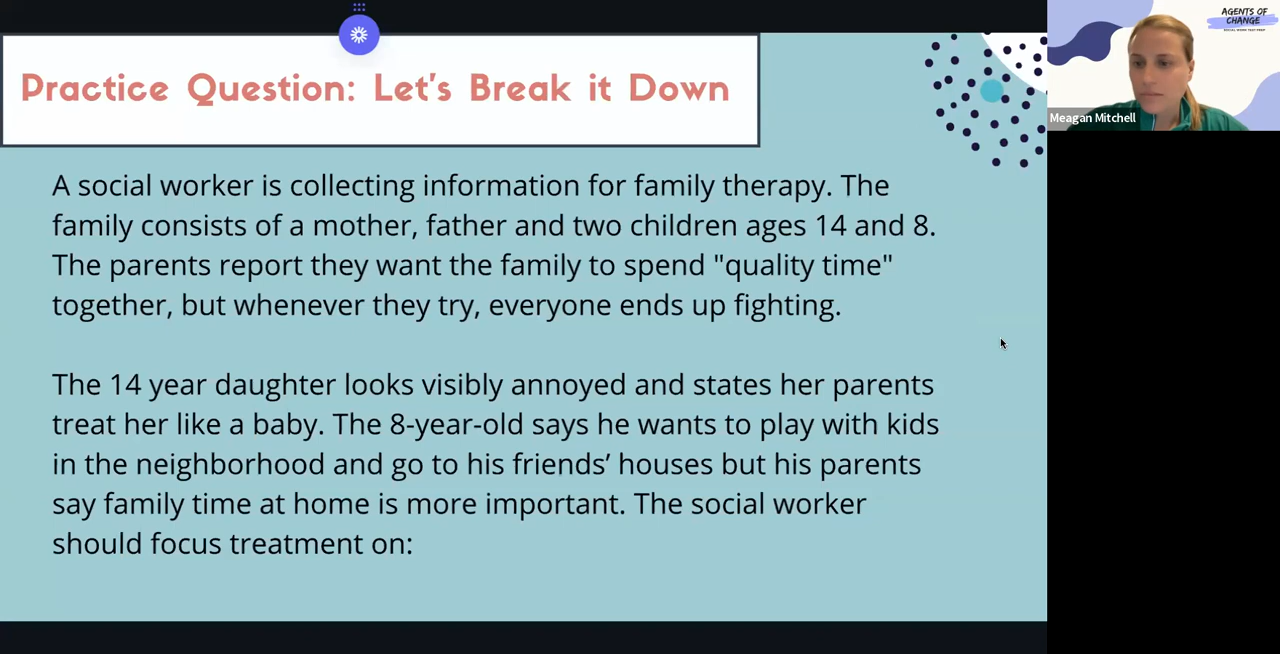 Practice Question: Let's Break it Down
A social worker is collecting information for family therapy. The
family consists of a mother, father and two children ages 14 and 8.
The parents report they want the family to spend "quality time"
together, but whenever they try, everyone ends up fighting.
The 14 year daughter looks visibly annoyed and states her parents
treat her like a baby. The 8-year-old says he wants to play with kids
in the neighborhood and go to his friends’ houses but his parents
say family time at home is more important. The social worker
should focus treatment on:
AGENTS OF
CHANGE
SOCIAL WORK TEST PREP
Meagan Mitchell